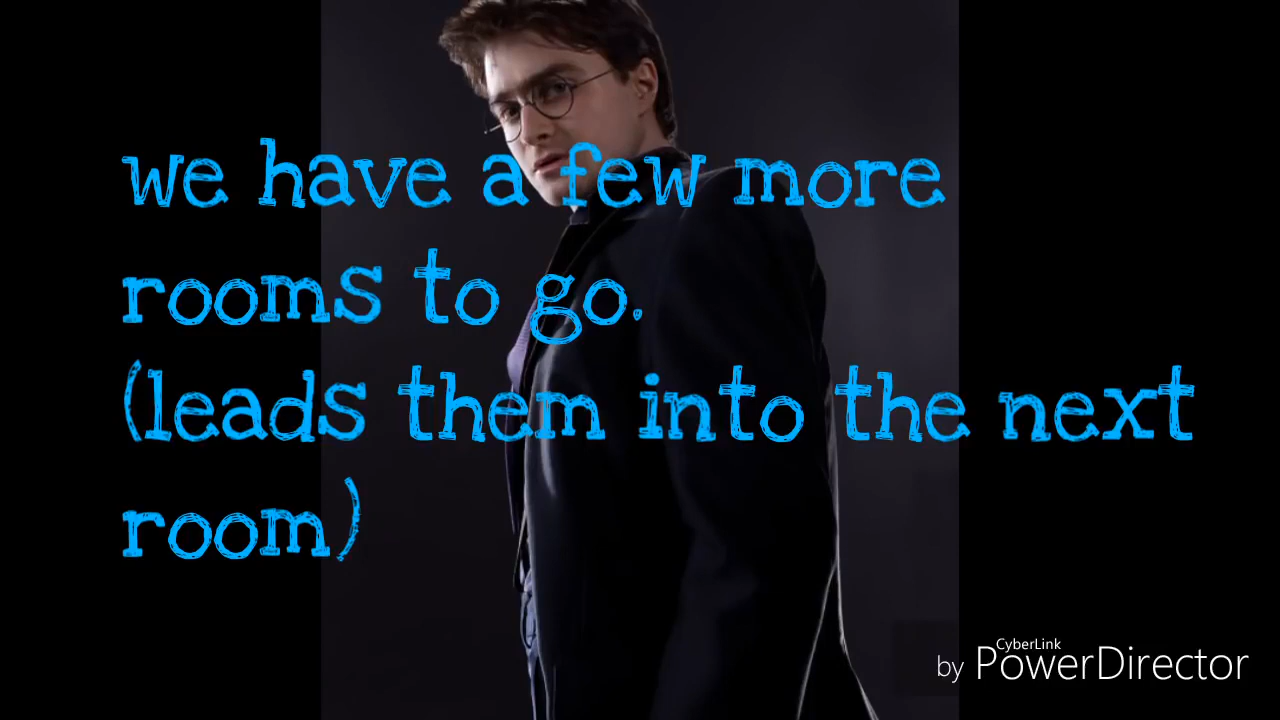 we have a few more
rooms to go.
(leads them into the next
room)
CyberLink
by PowerDirector